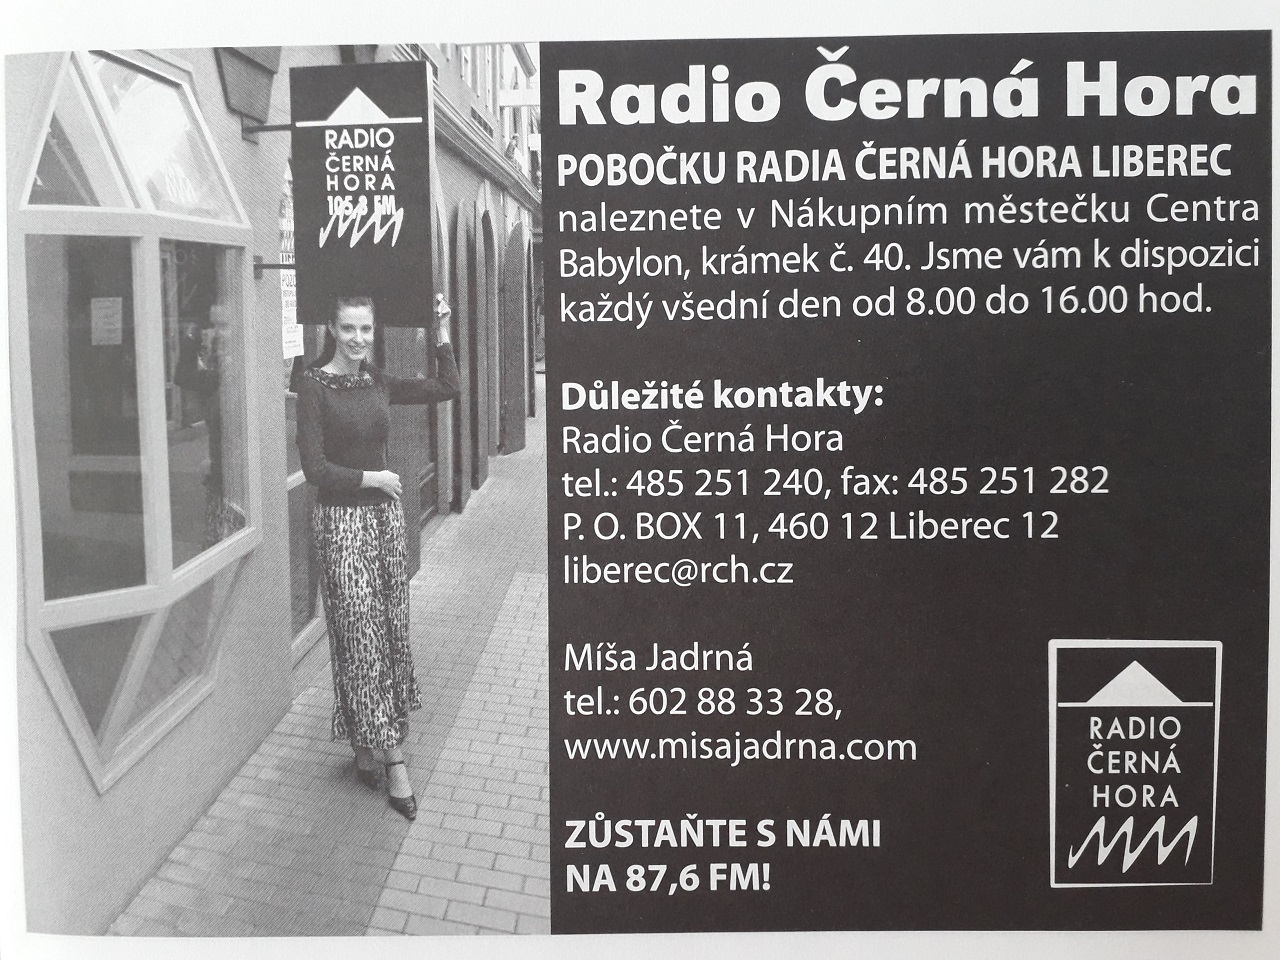 RADIO
ČERNÁ
HORA
105,8 FM
Radio Černá Hora
POBOČKU RADIA ČERNÁ HORA LIBEREC
naleznete v Nákupním městečku Centra
Babylon, krámek č. 40. Jsme vám k dispozici
každý všední den od 8.00 do 16.00 hod.
Důležité kontakty:
Radio Černá Hora
tel.: 485 251 240, fax: 485 251 282
P. O. BOX 11, 460 12 Liberec 12
liberec@rch.cz
Míša Jadrná
tel.: 602 88 33 28,
www.misajadrna.com
ZŮSTAŇTE S NÁMI
NA 87,6 FM!
RADIO
ČERNÁ
HORA